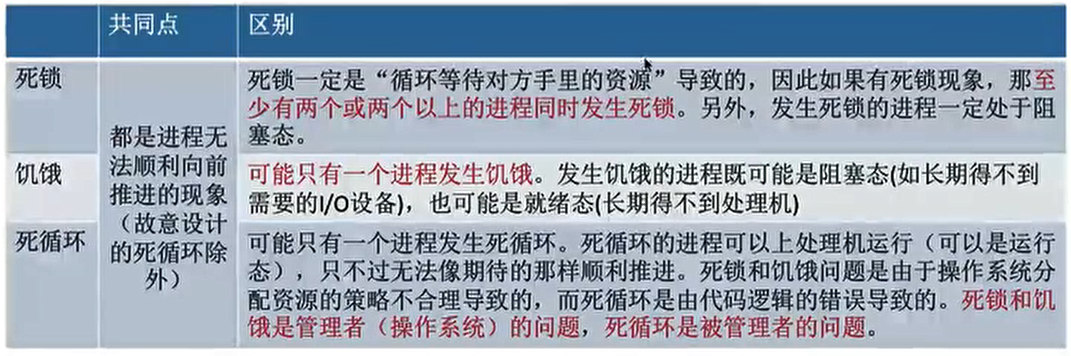 共同点
区别
死锁
死锁一定是“循环等待对方手里的资源”导致的，因此如果有死锁现象，那至
少有两个或两个以上的进程同时发生死锁。另外，发生死锁的进程一定处于阻
塞态。
都是进程无
法顺利向前
推进的现象
（故意设计
的死循环除
外）
饥饿
可能只有一个进程发生饥饿。发生饥饿的进程既可能是阻塞态(如长期得不到
需要的I/O设备)，也可能是就绪态(长期得不到处理机)
死循环
可能只有一个进程发生死循环。死循环的进程可以上处理机运行（可以是运行
态），只不过无法像期待的那样顺利推进。死锁和饥饿问题是由于操作系统分
配资源的策略不合理导致的，而死循环是由代码逻辑的错误导致的。死锁和饥
饿是管理者（操作系统）的问题，死循环是被管理者的问题。